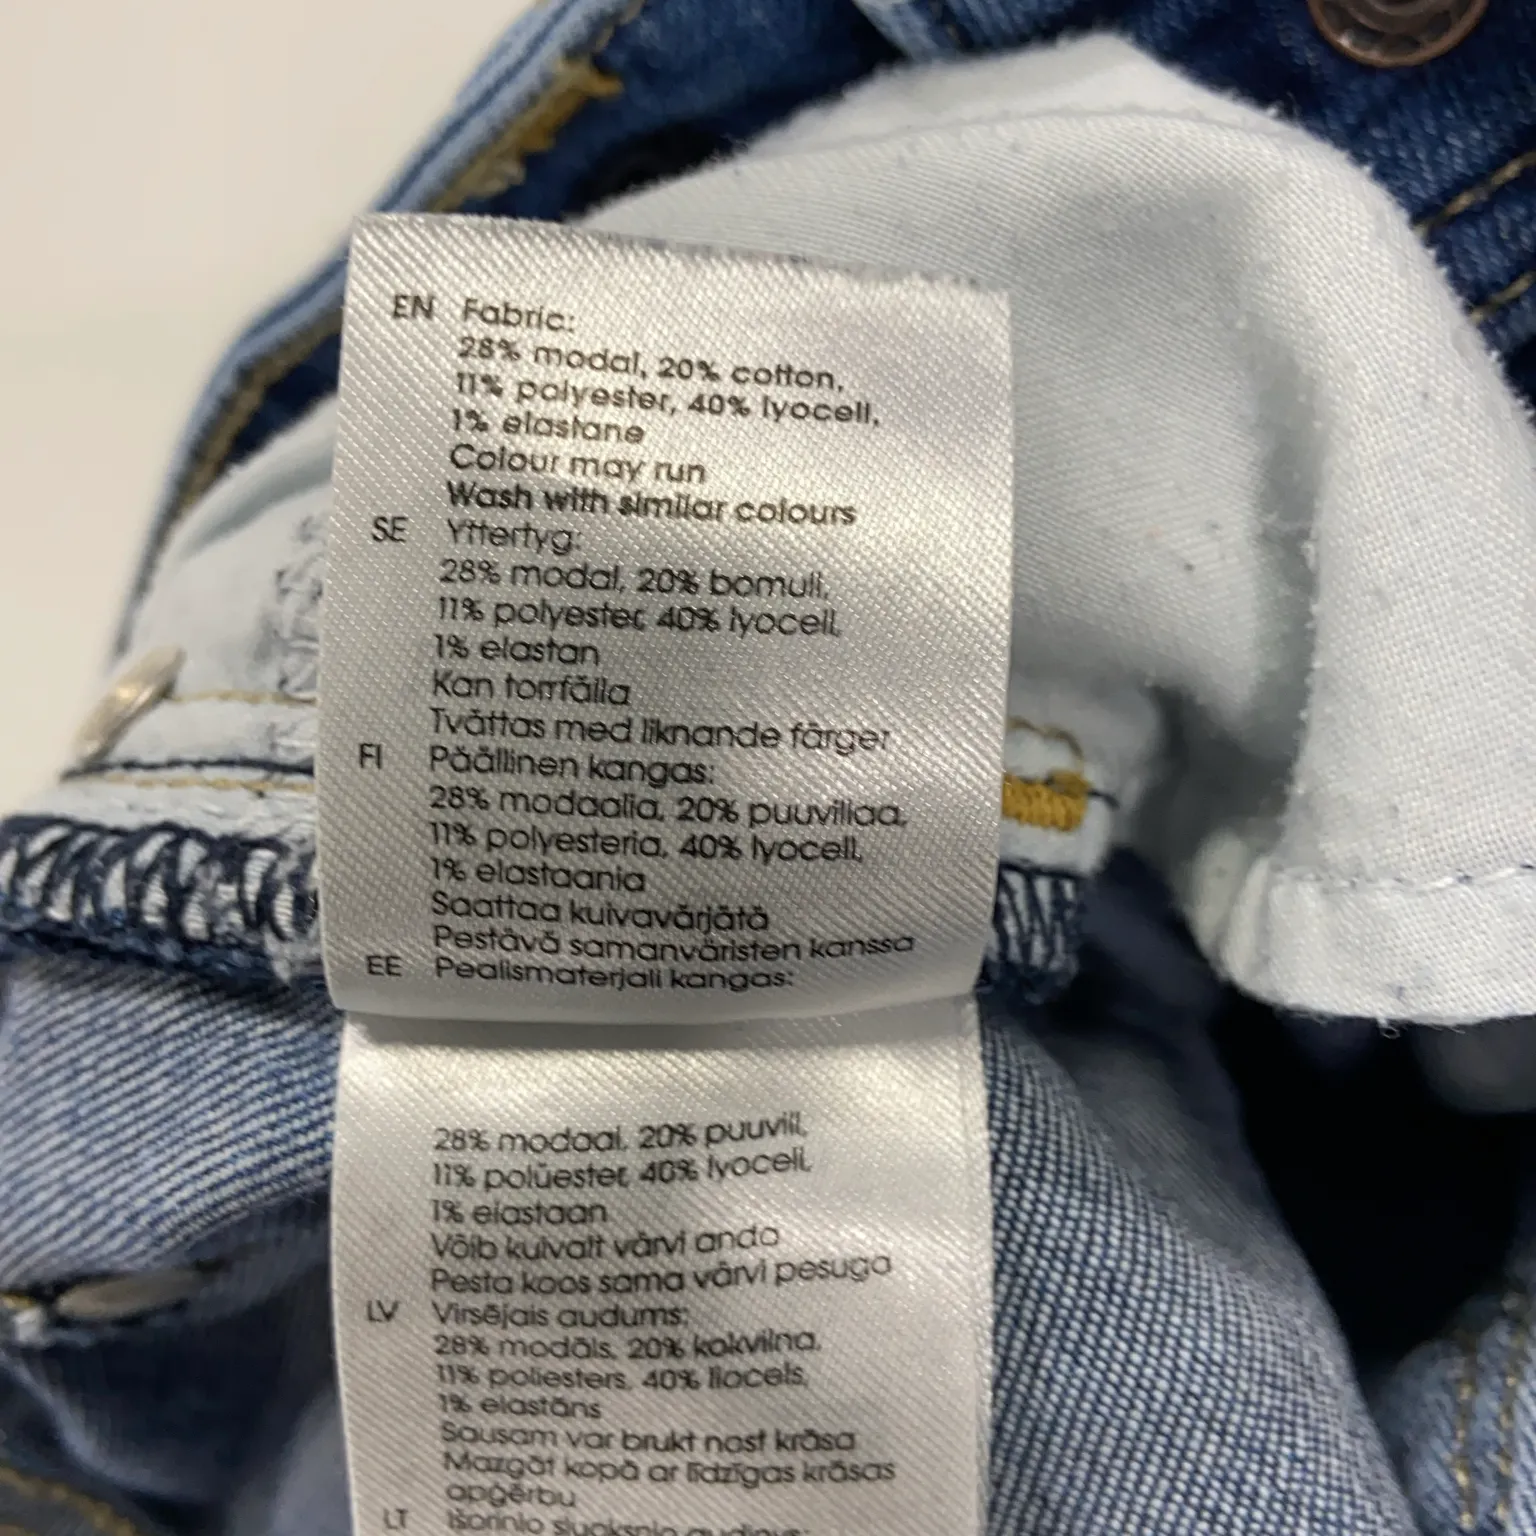 EN Fabric:
28% modal, 20% cotton,
11% polyester, 40% lyocell,
1% elastane
Colour may run
Wash with similar colours
SE Yttertyg:
28% modal, 20% bomull,
11% polyester, 40% lyocell,
1% elastan
Kan torrfälla
Tvättas med liknande färger
FI Päällinen kangas:
28% modaalia, 20% puuvillaa,
11% polyesteria, 40% lyocell,
1% elastaania
Saattaa kuivavärjätä
Pestävä samanväristen kanssa
EE Pealismaterjali kangas:
28% modaal, 20% puuvill,
11% polüester, 40% lyocell,
1% elastaan
Võib kuivalt värvi anda
Pesta koos sama värvi pesuga
LV Virsējais audums:
28% modāls, 20% kokvilna,
11% poliesters, 40% liocels,
1% elastāns
Sausam var brukt nost krāsa
Mazgāt kopā ar līdzīgas krāsas
apģērbu
LT Išorinio sluoksnio audinys: